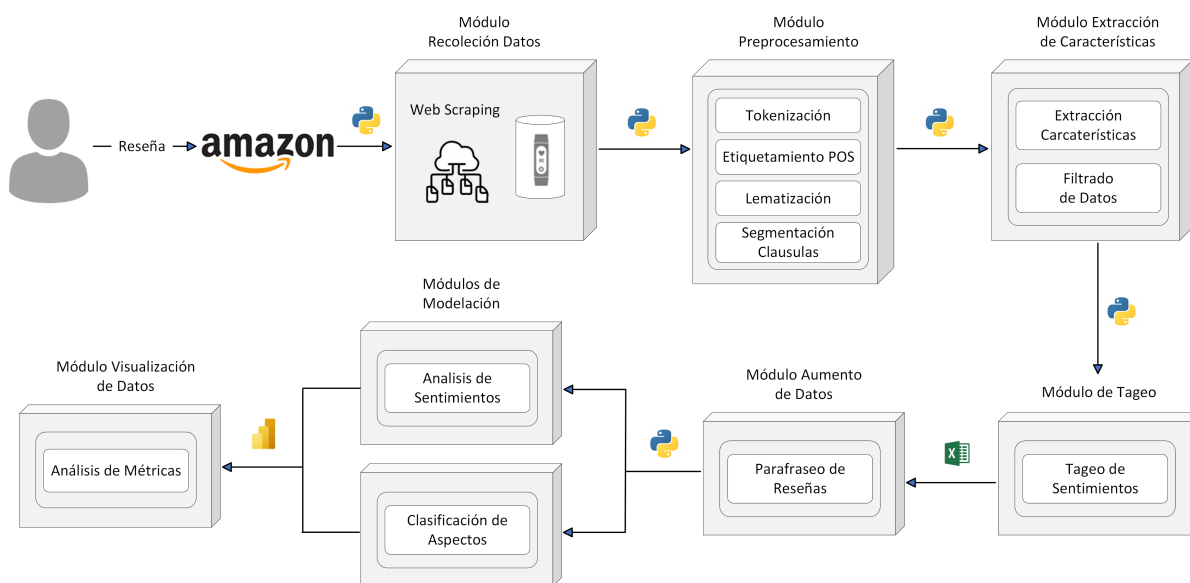 Módulo
Recoleción Datos
Módulo
Preprocesamiento
Módulo Extracción
de Características
Reseña
amazon
Web Scraping
Tokenización
Etiquetamiento POS
Lematización
Segmentación
Clausulas
Extracción
Carcaterísticas
Filtrado
de Datos
Módulo de Tageo
Tageo de
Sentimientos
X
Módulo Aumento
de Datos
Parafraseo de
Reseñas
Módulos de
Modelación
Analisis de
Sentimientos
Clasificación de
Aspectos
Módulo Visualización
de Datos
Análisis de Métricas